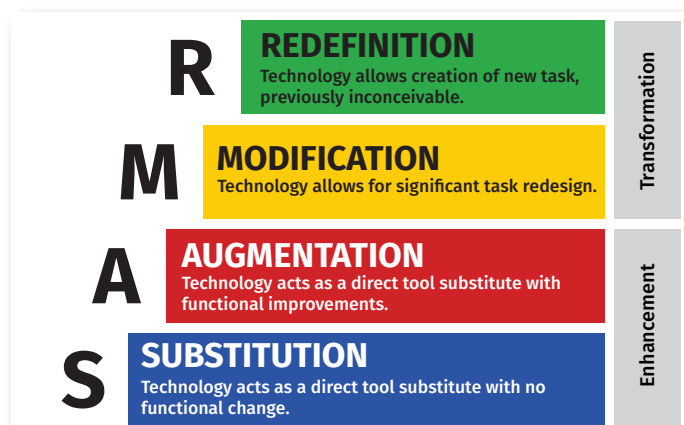 R
REDEFINITION
Technology allows creation of new task,
previously inconceivable.
Transformation
M
MODIFICATION
Technology allows for significant task redesign.
A
AUGMENTATION
Technology acts as a direct tool substitute with
functional improvements.
Enhancement
S
SUBSTITUTION
Technology acts as a direct tool substitute with no
functional change.